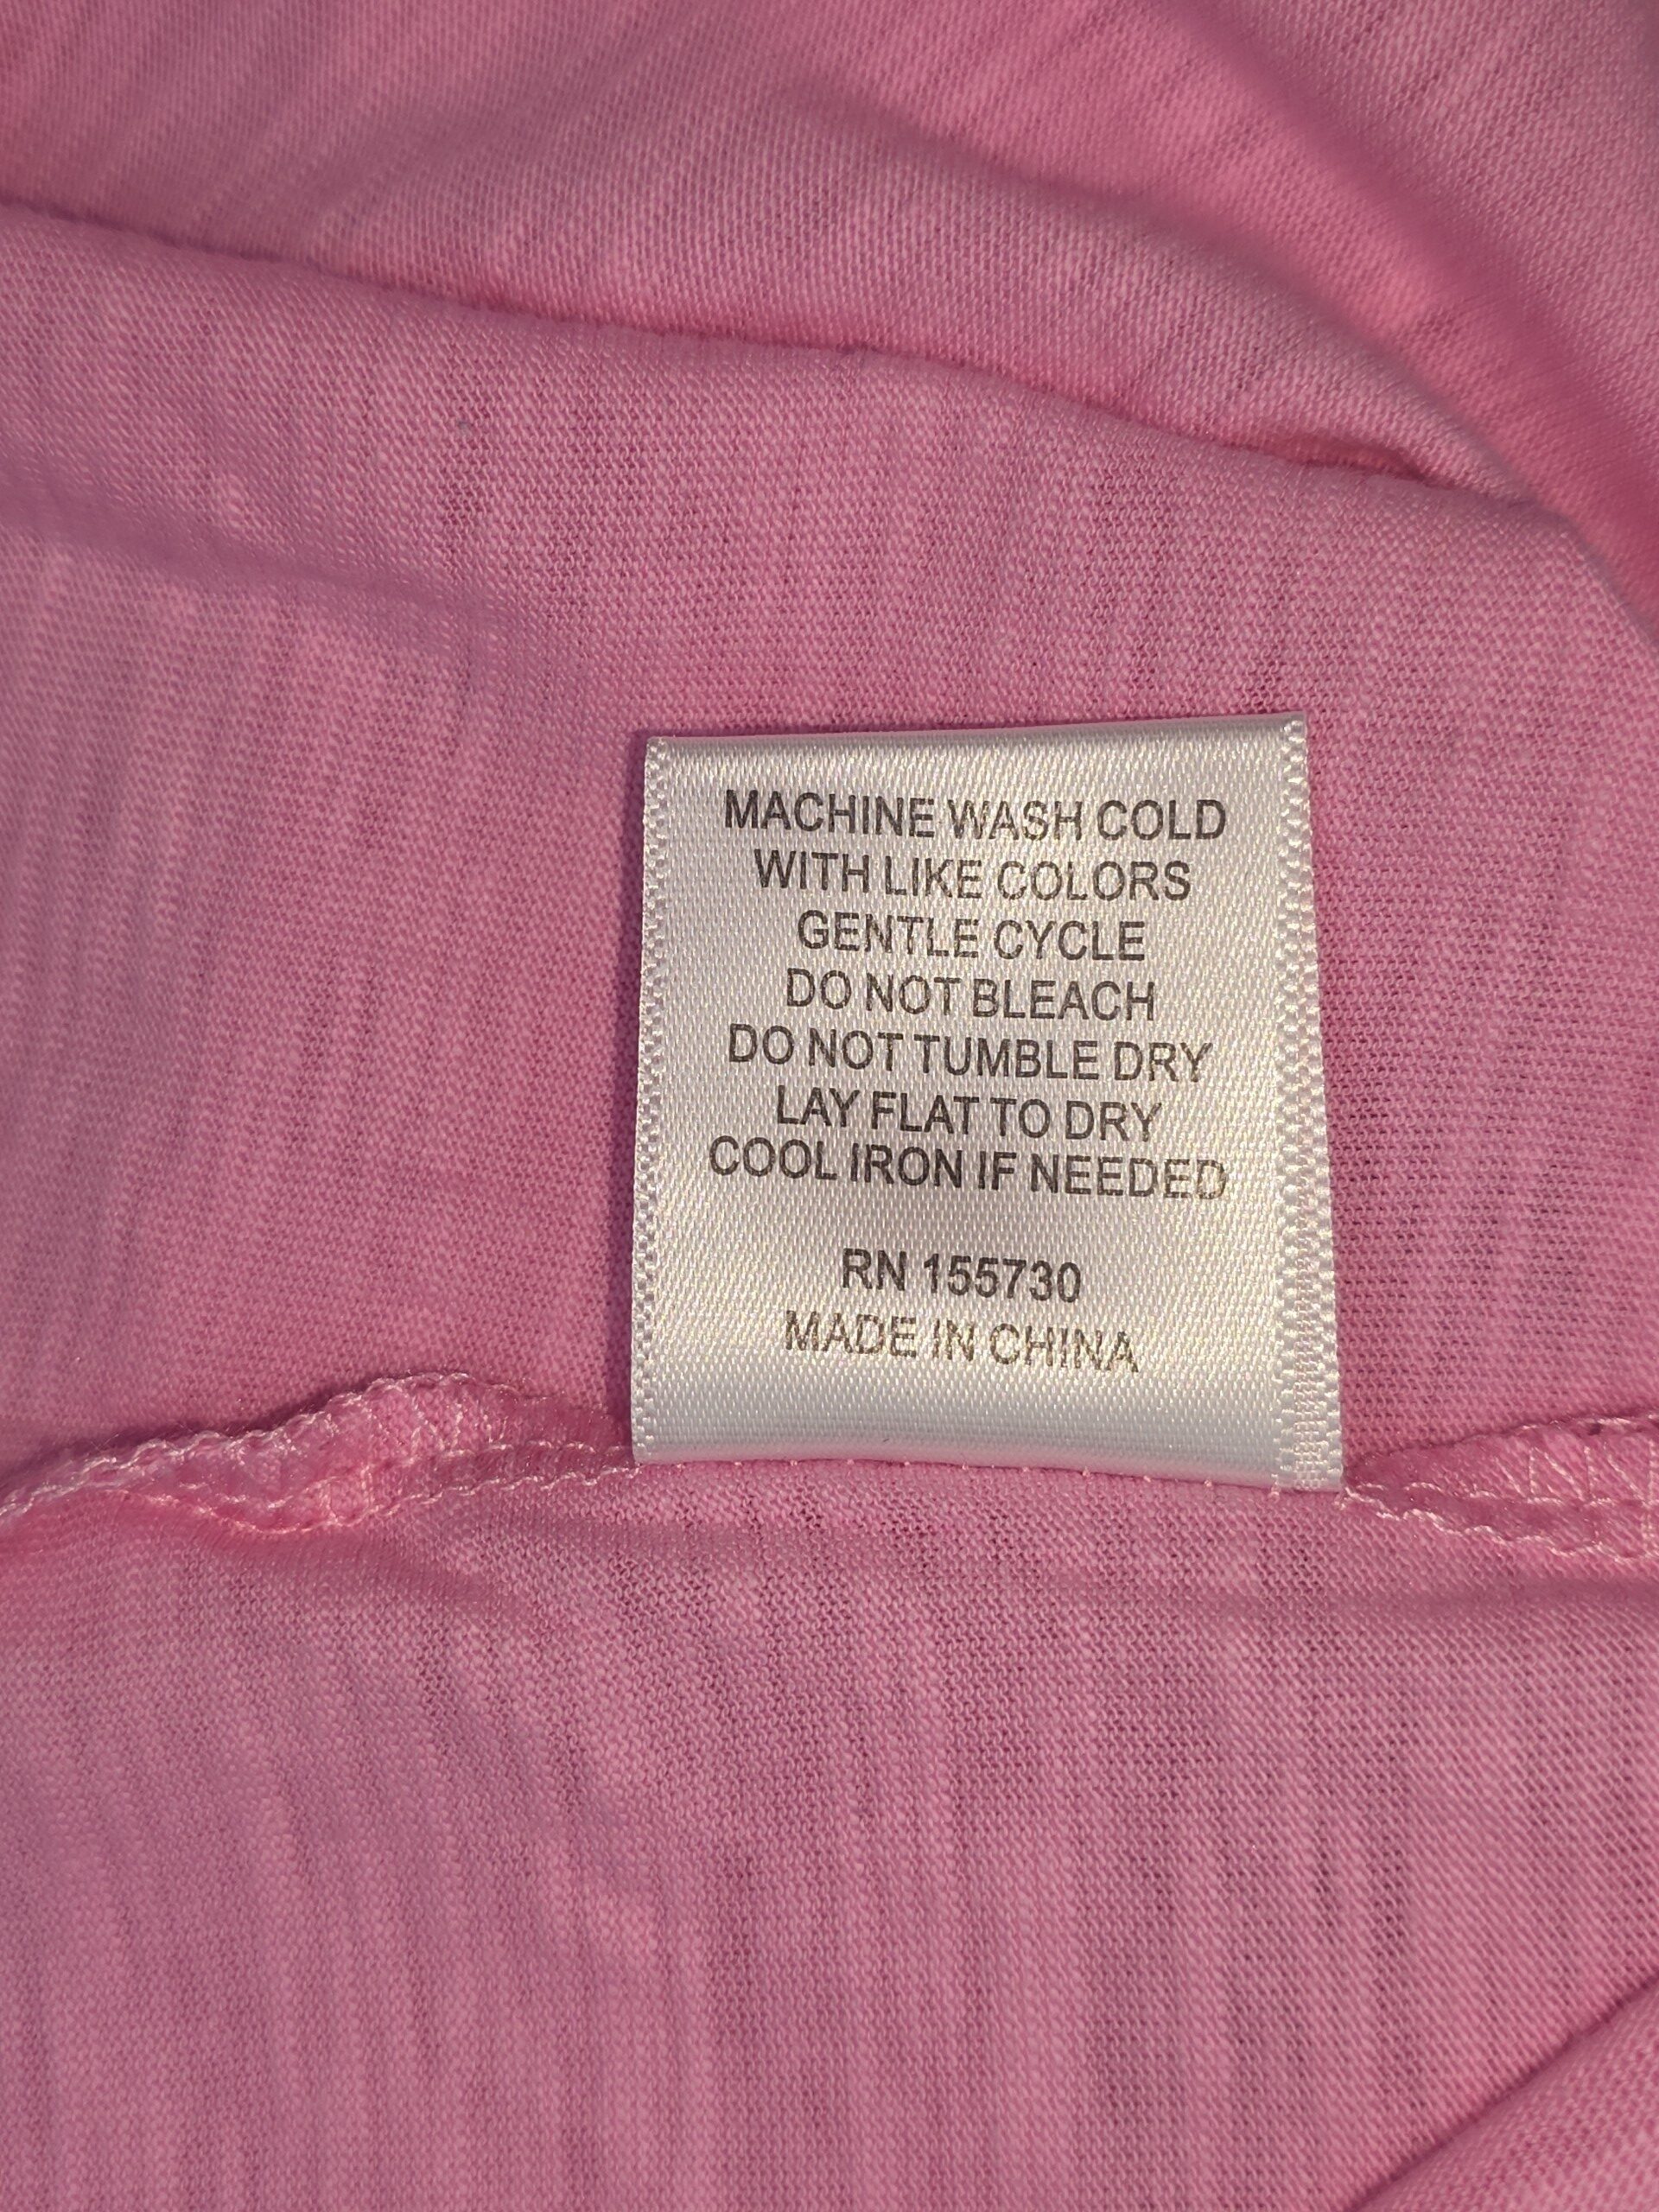 MACHINE WASH COLD
WITH LIKE COLORS
GENTLE CYCLE
DO NOT BLEACH
DO NOT TUMBLE DRY
LAY FLAT TO DRY
COOL IRON IF NEEDED
RN 155730
MADE IN CHINA